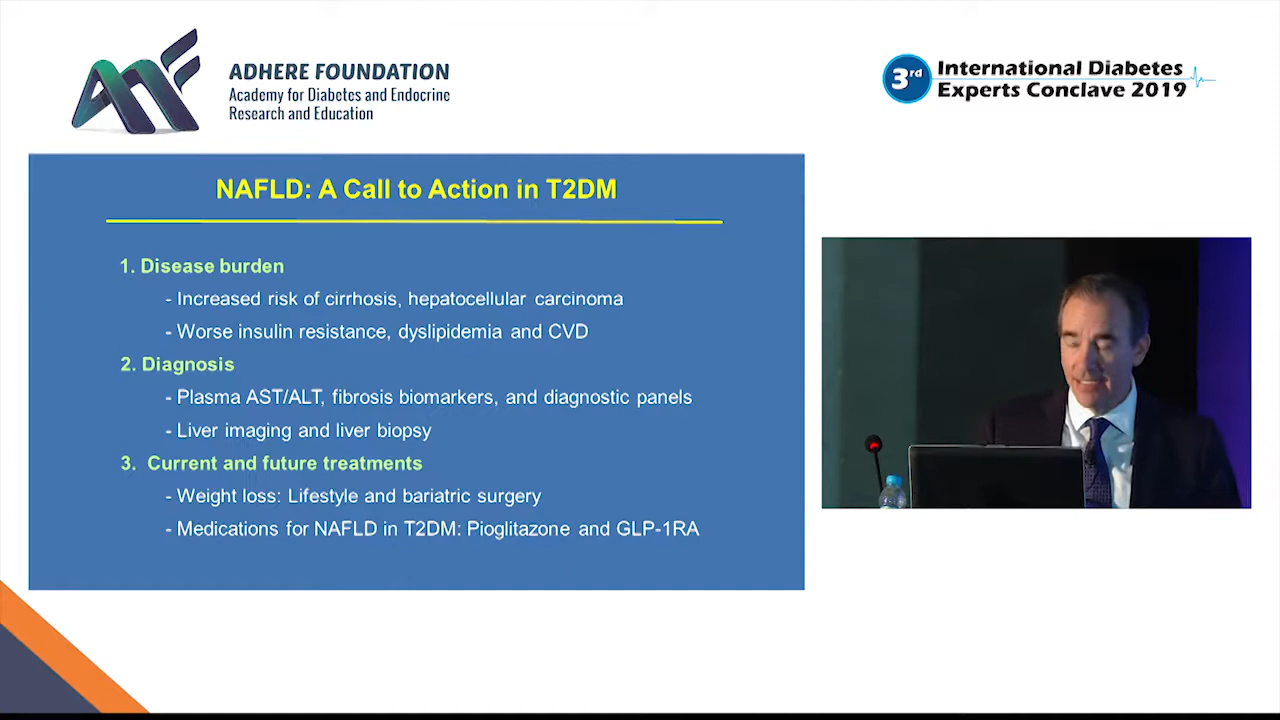 ADHERE FOUNDATION
Academy for Diabetes and Endocrine
Research and Education
3rd International Diabetes
Experts Conclave 2019
NAFLD: A Call to Action in T2DM
1. Disease burden
- Increased risk of cirrhosis, hepatocellular carcinoma
- Worse insulin resistance, dyslipidemia and CVD
2. Diagnosis
- Plasma AST/ALT, fibrosis biomarkers, and diagnostic panels
- Liver imaging and liver biopsy
3. Current and future treatments
- Weight loss: Lifestyle and bariatric surgery
- Medications for NAFLD in T2DM: Pioglitazone and GLP-1RA